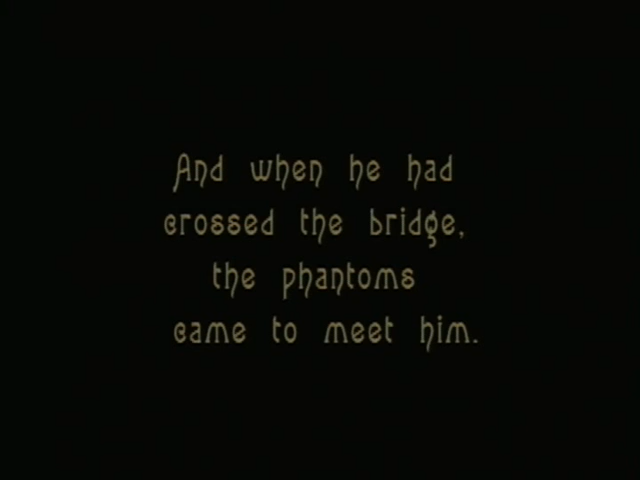 And when he had
crossed the bridge,
the phantoms
came to meet him.